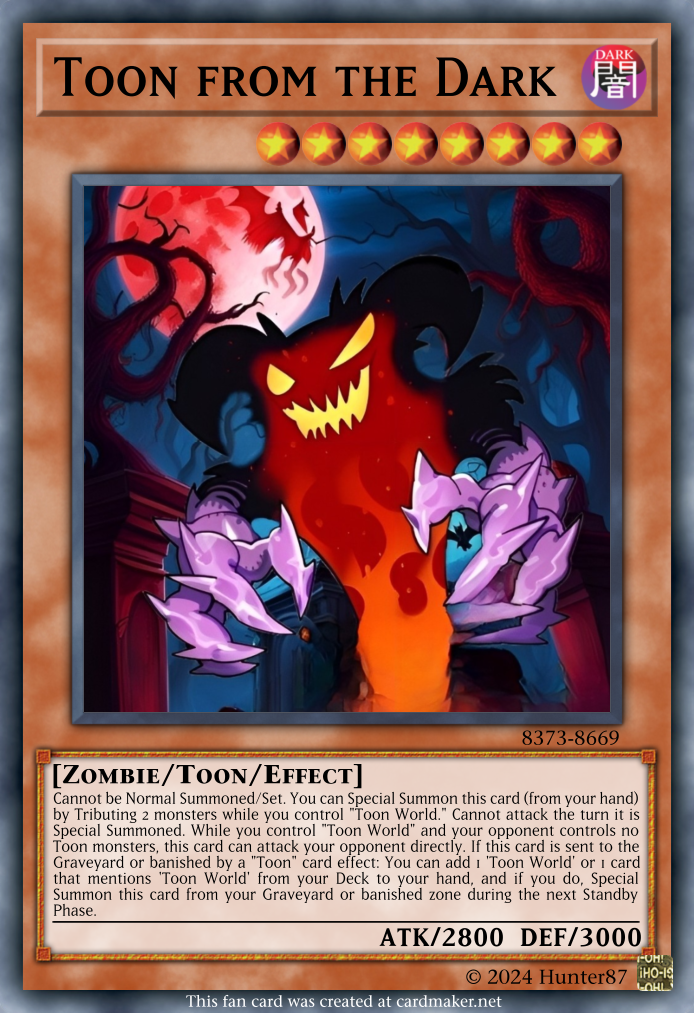 Toon from the Dark
DARK
闇
8373-8669
[Zombie/Toon/Effect]
Cannot be Normal Summoned/Set. You can Special Summon this card (from your hand)
by Tributing 2 monsters while you control "Toon World." Cannot attack the turn it is
Special Summoned. While you control "Toon World" and your opponent controls no
Toon monsters, this card can attack your opponent directly. If this card is sent to the
Graveyard or banished by a "Toon" card effect: You can add 1 'Toon World' or 1 card
that mentions 'Toon World' from your Deck to your hand, and if you do, Special
Summon this card from your Graveyard or banished zone during the next Standby
Phase.
ATK/2800 DEF/3000
© 2024 Hunter87
This fan card was created at cardmaker.net